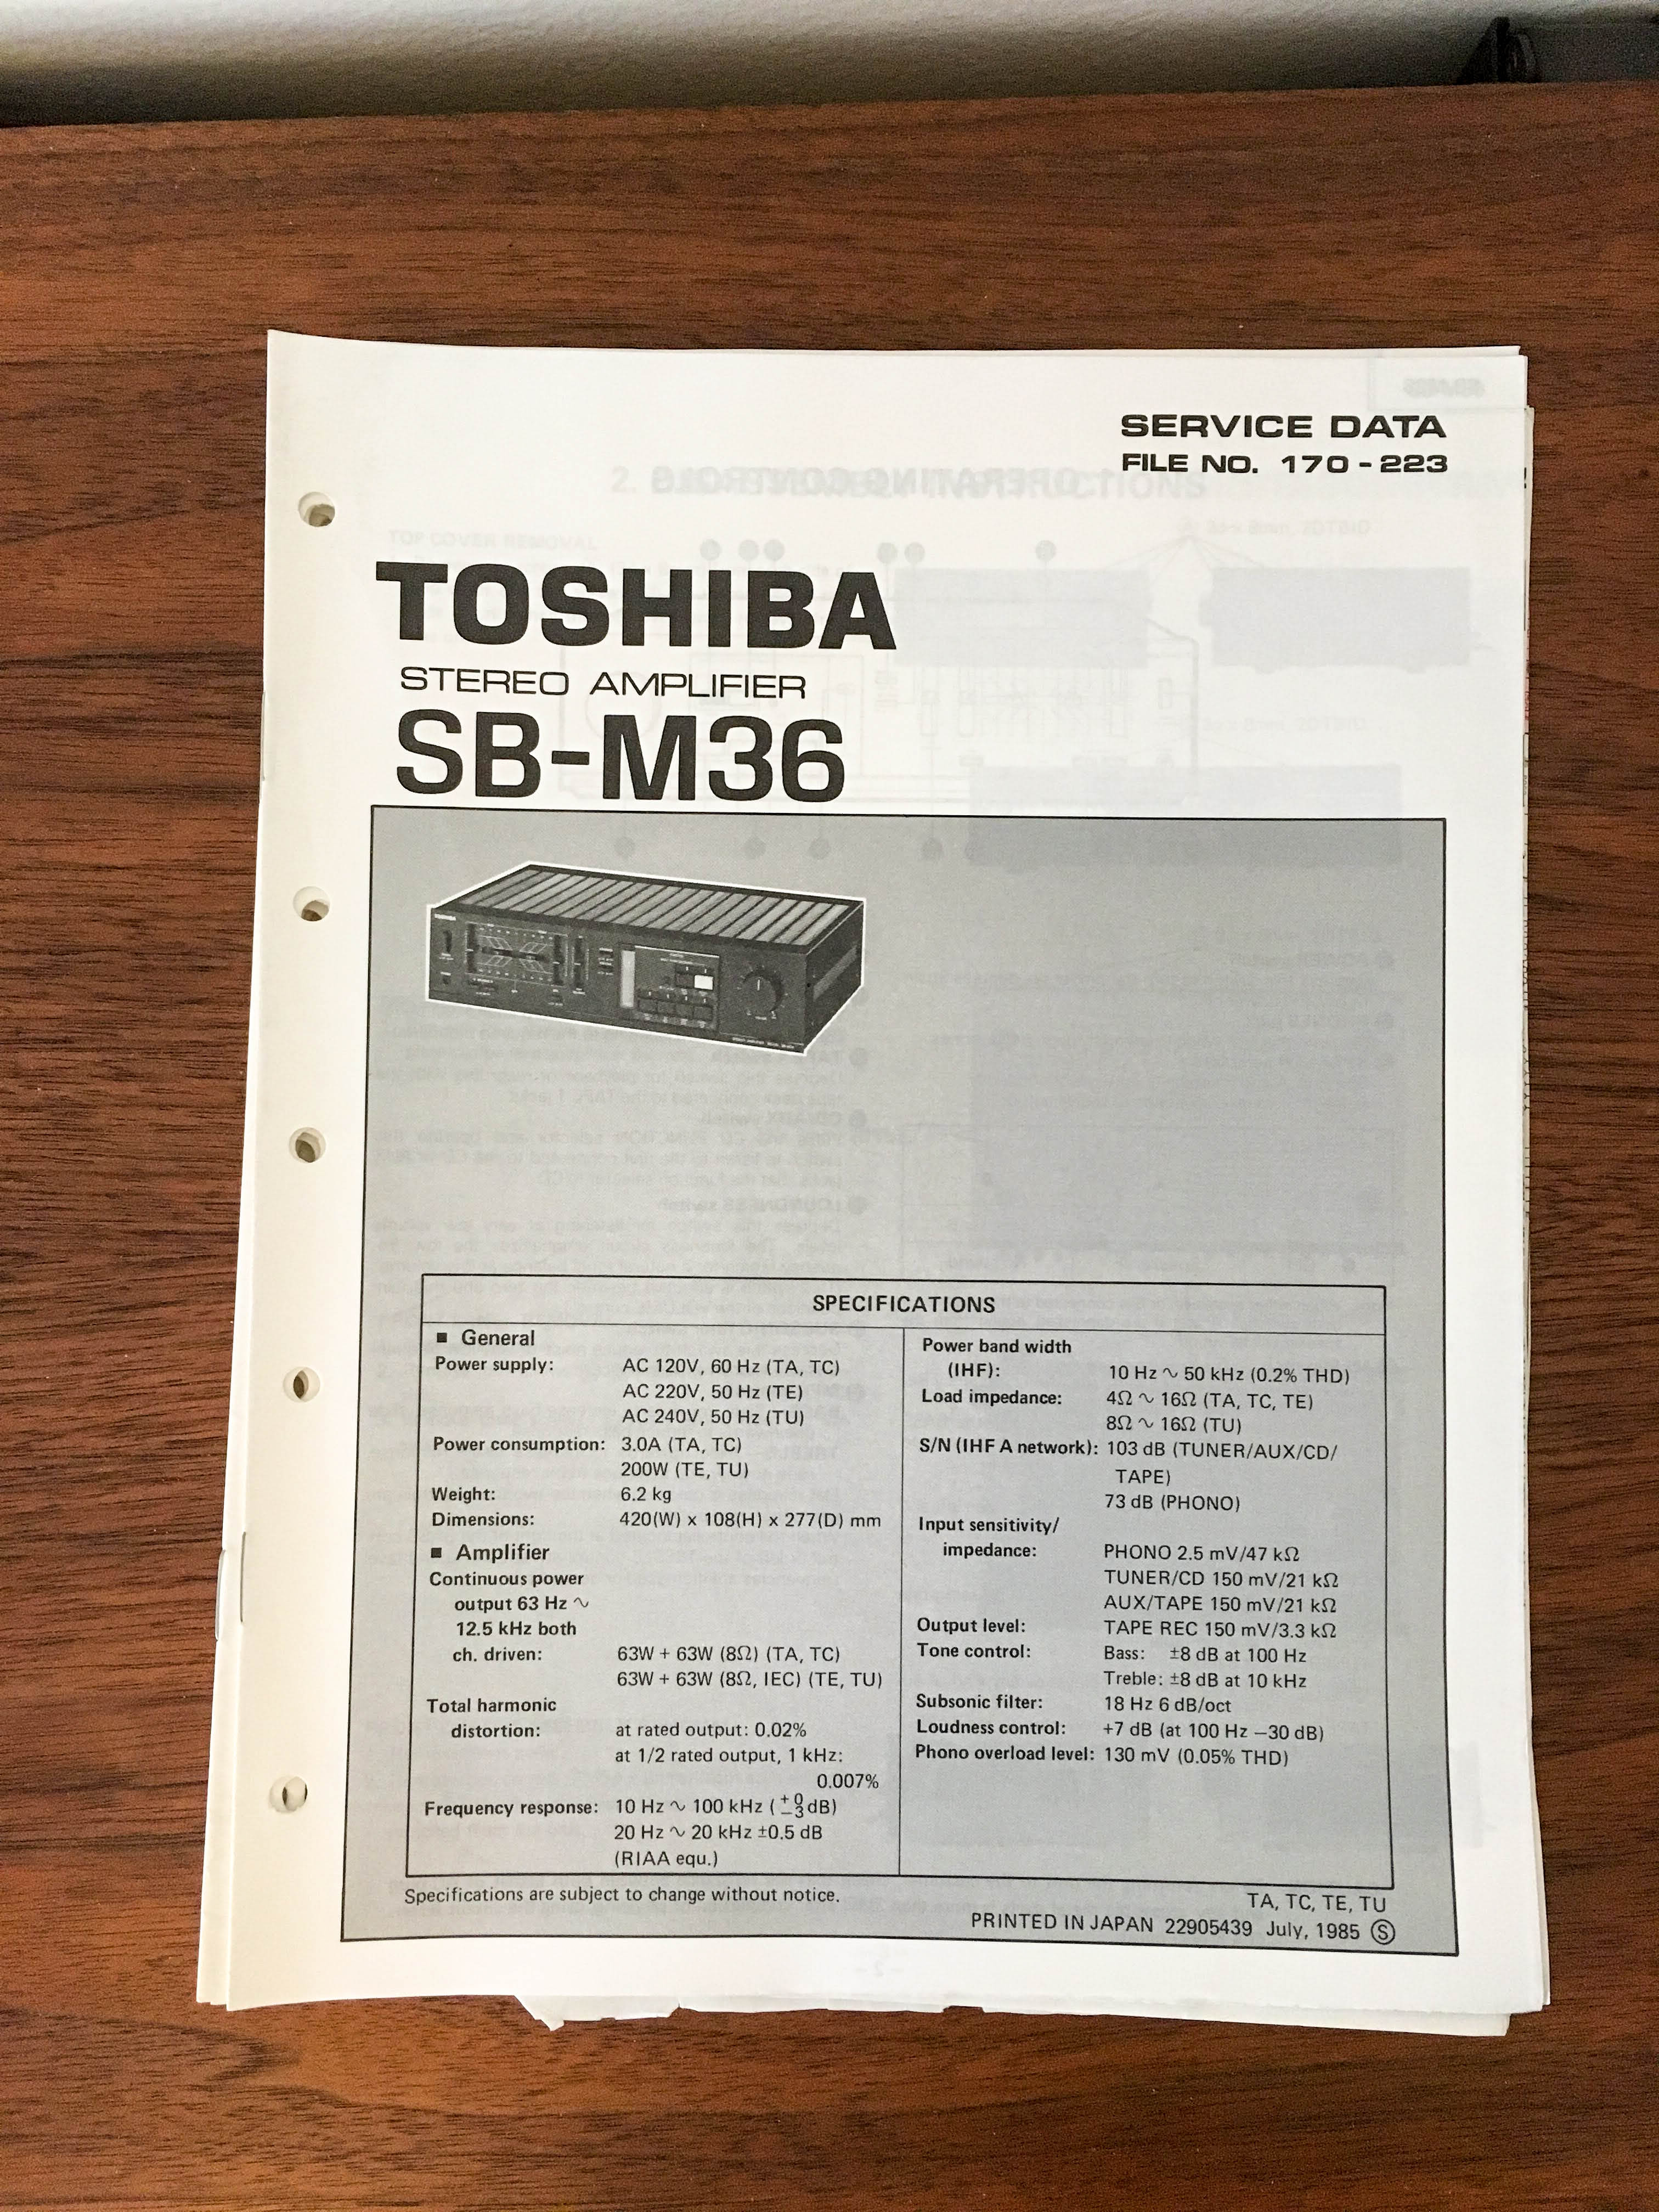 SERVICE DATA
FILE NO. 170-223
TOSHIBA
STEREO AMPLIFIER
SB-M36
TOSHIBA
SPECIFICATIONS
■ General
Power supply: AC 120V, 60 Hz (TA, TC)
AC 220V, 50 Hz (TE)
AC 240V, 50 Hz (TU)
Power consumption: 3.0A (TA, TC)
200W (TE, TU)
Weight: 6.2 kg
Dimensions: 420(W) x 108(H) x 277(D) mm
■ Amplifier
Continuous power
output 63 Hz ∿
12.5 kHz both
ch. driven: 63W + 63W (8Ω) (TA, TC)
63W + 63W (8Ω, IEC) (TE, TU)
Total harmonic
distortion: at rated output: 0.02%
at 1/2 rated output, 1 kHz:
0.007%
Frequency response: 10 Hz ∿ 100 kHz (+0 −3 dB)
20 Hz ∿ 20 kHz ±0.5 dB
(RIAA equ.)
Power band width
(IHF): 10 Hz ∿ 50 kHz (0.2% THD)
Load impedance: 4Ω ∿ 16Ω (TA, TC, TE)
8Ω ∿ 16Ω (TU)
S/N (IHF A network): 103 dB (TUNER/AUX/CD/
TAPE)
73 dB (PHONO)
Input sensitivity/
impedance: PHONO 2.5 mV/47 kΩ
TUNER/CD 150 mV/21 kΩ
AUX/TAPE 150 mV/21 kΩ
Output level: TAPE REC 150 mV/3.3 kΩ
Tone control: Bass: ±8 dB at 100 Hz
Treble: ±8 dB at 10 kHz
Subsonic filter: 18 Hz 6 dB/oct
Loudness control: +7 dB (at 100 Hz −30 dB)
Phono overload level: 130 mV (0.05% THD)
Specifications are subject to change without notice.
TA, TC, TE, TU
PRINTED IN JAPAN 22905439 July, 1985 Ⓢ